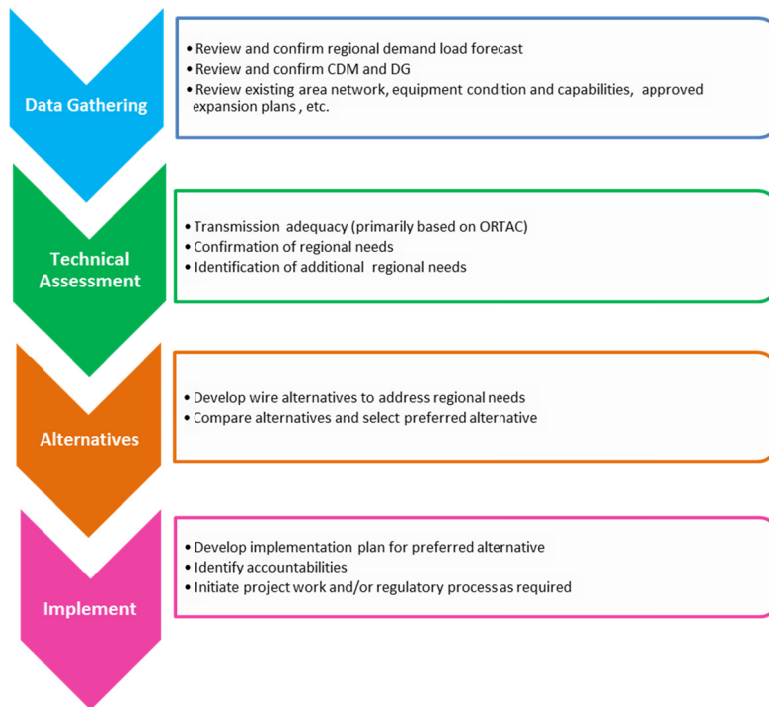 Data Gathering
• Review and confirm regional demand load forecast
• Review and confirm CDM and DG
• Review existing area network, equipment condition and capabilities, approved
expansion plans , etc.
Technical
Assessment
• Transmission adequacy (primarily based on ORTAC)
• Confirmation of regional needs
• Identification of additional regional needs
Alternatives
• Develop wire alternatives to address regional needs
• Compare alternatives and select preferred alternative
Implement
• Develop implementation plan for preferred alternative
• Identify accountabilities
• Initiate project work and/or regulatory process as required